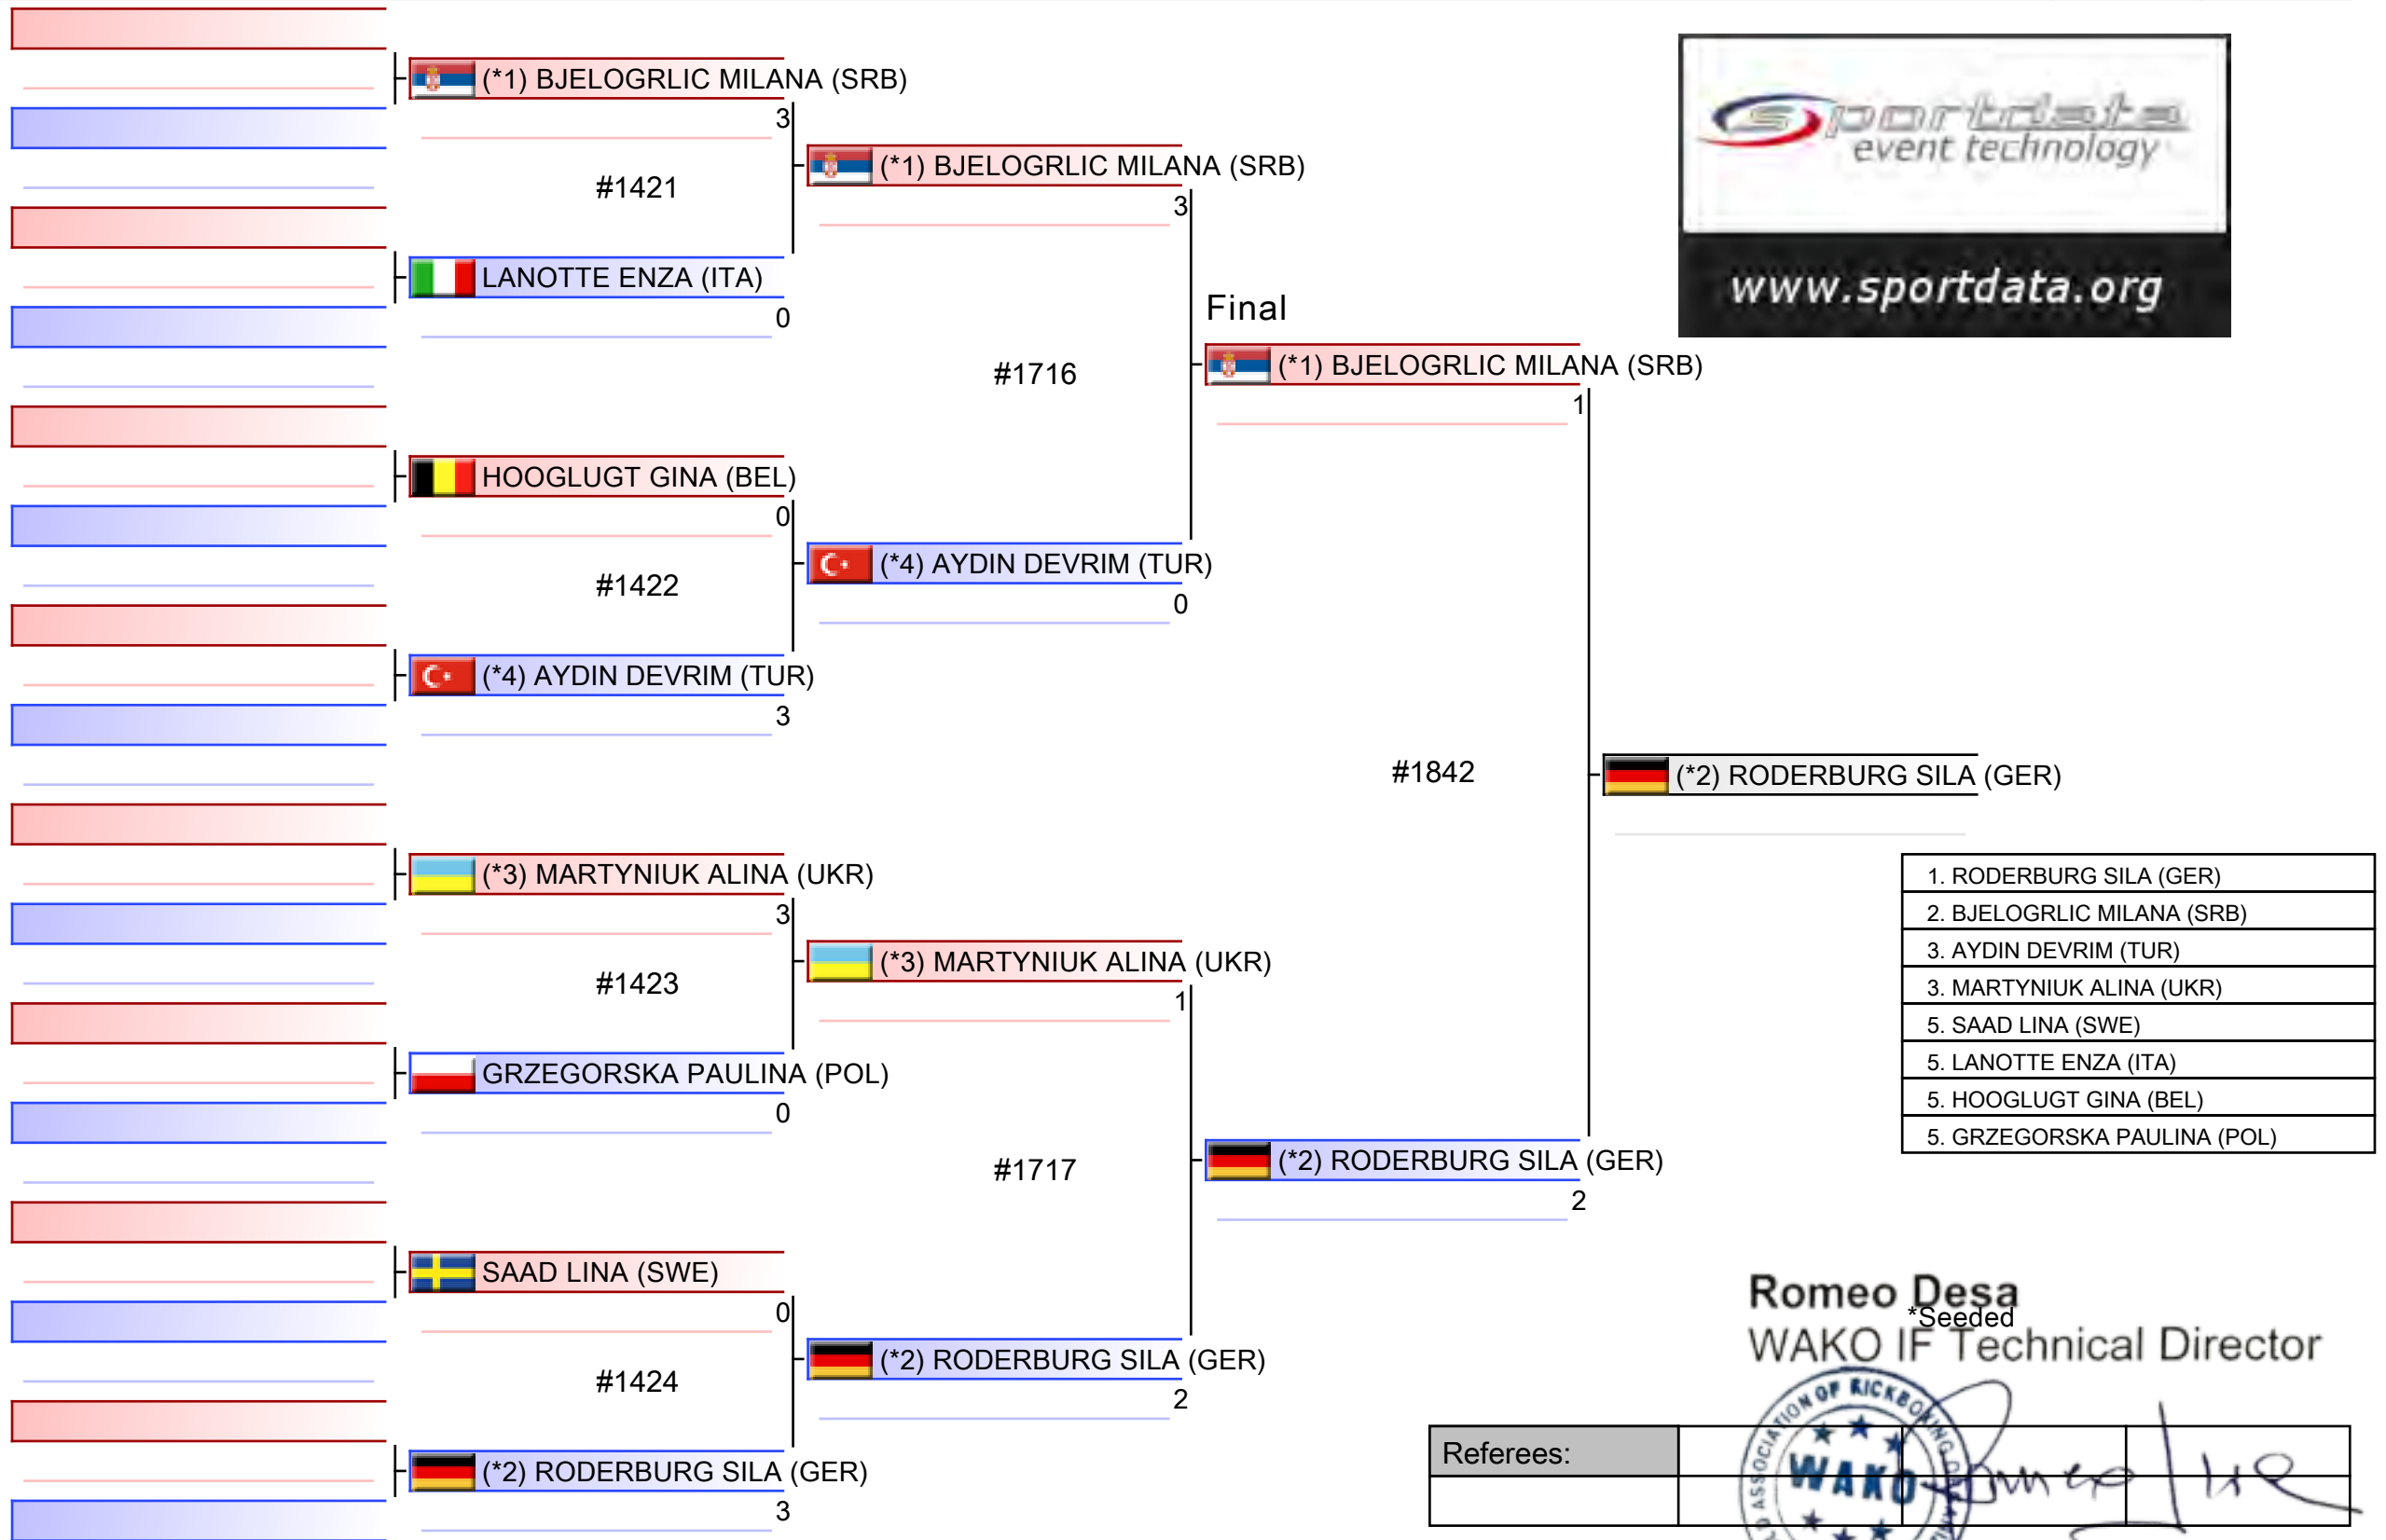 (*1) BJELOGRLIC MILANA (SRB)
3
#1421
LANOTTE ENZA (ITA)
0
HOOGLUGT GINA (BEL)
0
#1422
(*4) AYDIN DEVRIM (TUR)
3
(*3) MARTYNIUK ALINA (UKR)
3
#1423
GRZEGORSKA PAULINA (POL)
0
SAAD LINA (SWE)
0
#1424
(*2) RODERBURG SILA (GER)
3
(*1) BJELOGRLIC MILANA (SRB)
3
#1716
(*4) AYDIN DEVRIM (TUR)
0
(*3) MARTYNIUK ALINA (UKR)
1
#1717
(*2) RODERBURG SILA (GER)
2
Final
(*1) BJELOGRLIC MILANA (SRB)
1
#1842
(*2) RODERBURG SILA (GER)
2
(*2) RODERBURG SILA (GER)
sportdata
event technology
www.sportdata.org
1. RODERBURG SILA (GER)
2. BJELOGRLIC MILANA (SRB)
3. AYDIN DEVRIM (TUR)
3. MARTYNIUK ALINA (UKR)
5. SAAD LINA (SWE)
5. LANOTTE ENZA (ITA)
5. HOOGLUGT GINA (BEL)
5. GRZEGORSKA PAULINA (POL)
Romeo Desa
*Seeded
WAKO IF Technical Director
Referees:
ASSOCIATION OF KICKBOXING
WAKO